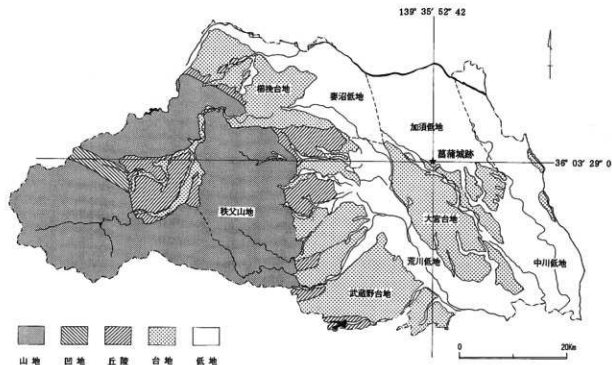 139° 35′ 52″ 42
櫛挽台地
妻沼低地
加須低地
菖蒲城跡
36° 03′ 29″ 0
秩父山地
大宮台地
荒川低地
中川低地
武蔵野台地
山地
凹地
丘陵
台地
低地
0
20Km